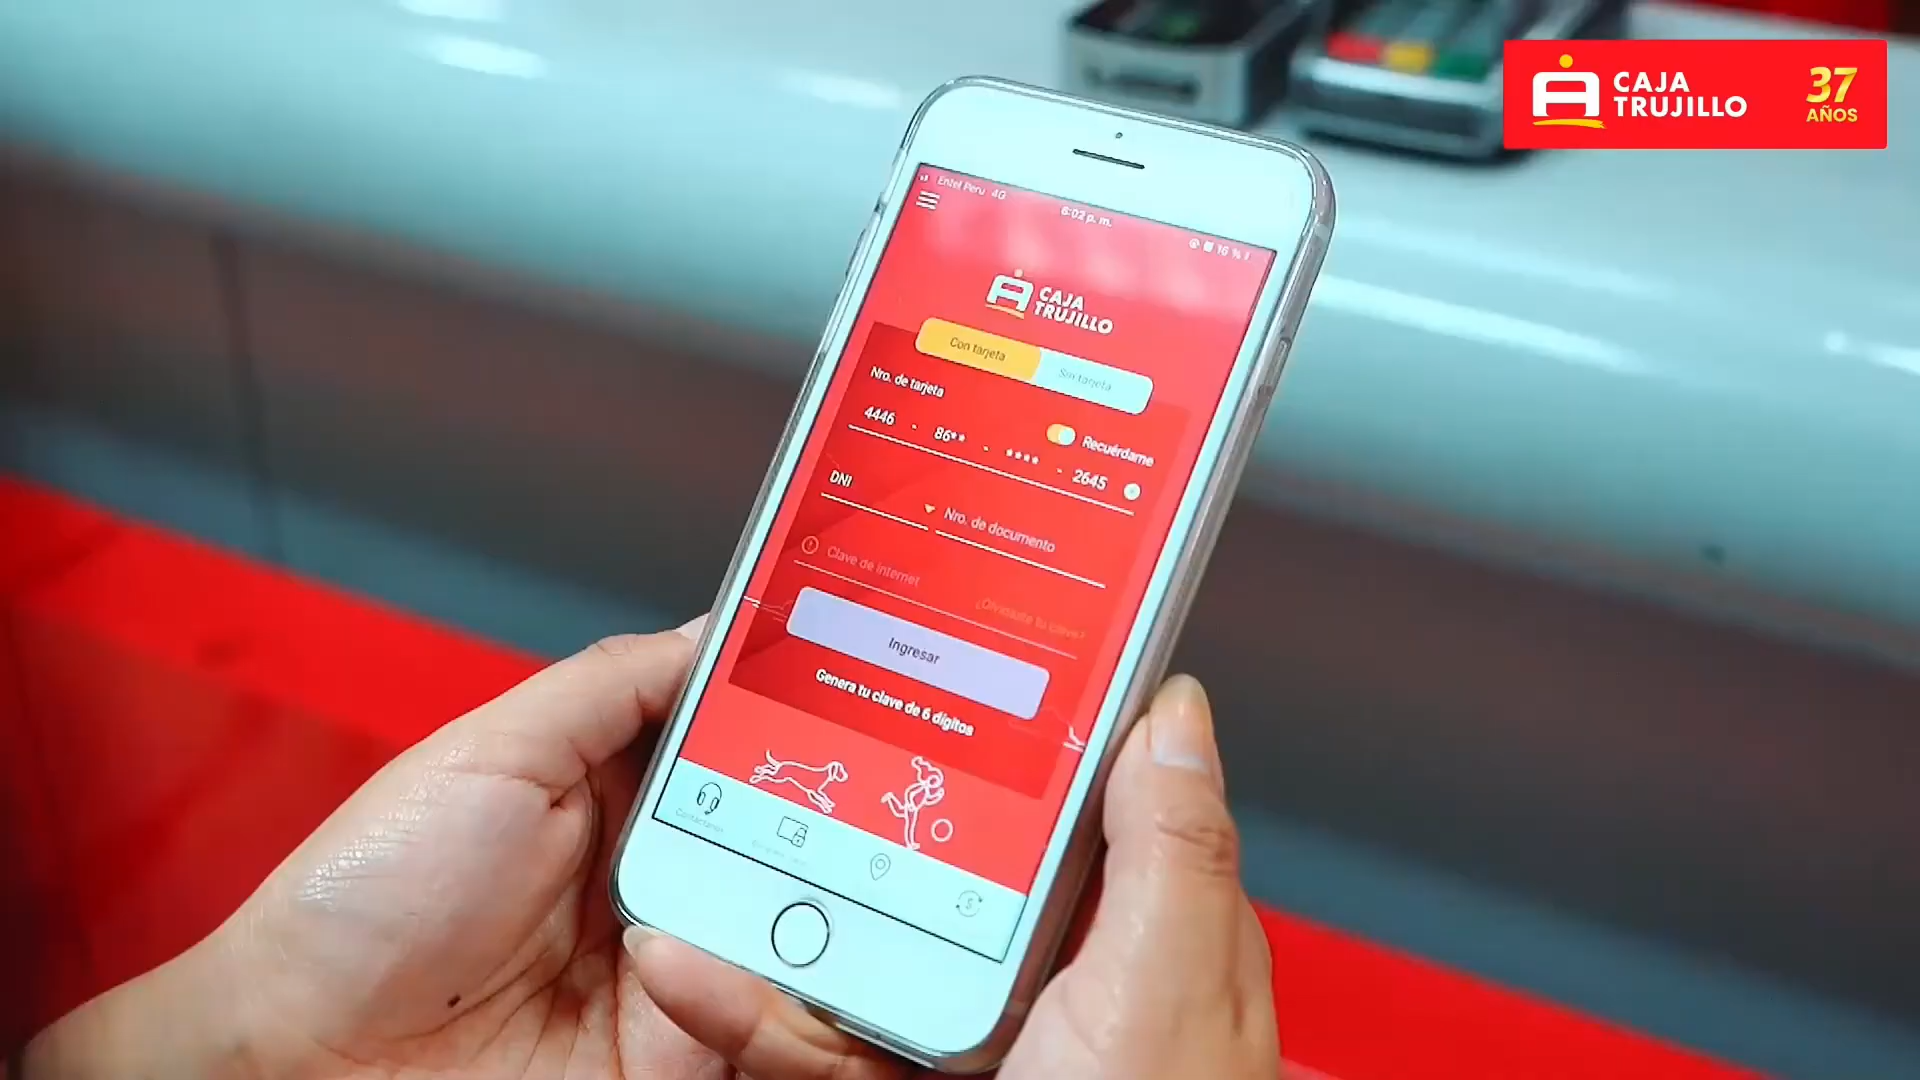 CAJA
TRUJILLO
37
AÑOS
Entel Peru 4G
6:02 p. m.
16 %
CAJA
TRUJILLO
Con tarjeta
Sin tarjeta
Nro. de tarjeta
Recuérdame
4446 - 86** - **** - 2645
DNI
Nro. de documento
Clave de internet
¿Olvidaste tu clave?
Ingresar
Genera tu clave de 6 dígitos
Contáctanos